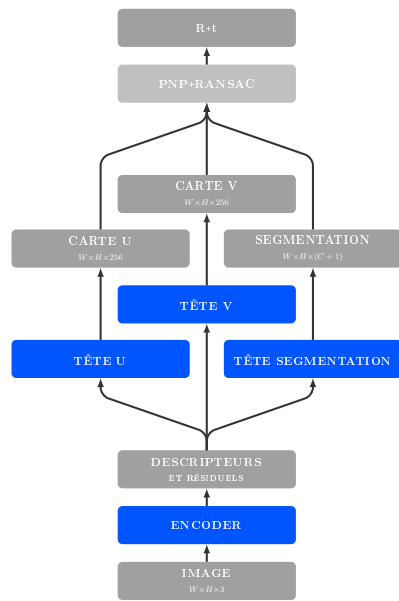 R+t
PNP+RANSAC
CARTE V
W×H×256
CARTE U
W×H×256
SEGMENTATION
W×H×(C + 1)
TÊTE V
TÊTE U
TÊTE SEGMENTATION
DESCRIPTEURS
ET RÉSIDUELS
ENCODER
IMAGE
W×H×3